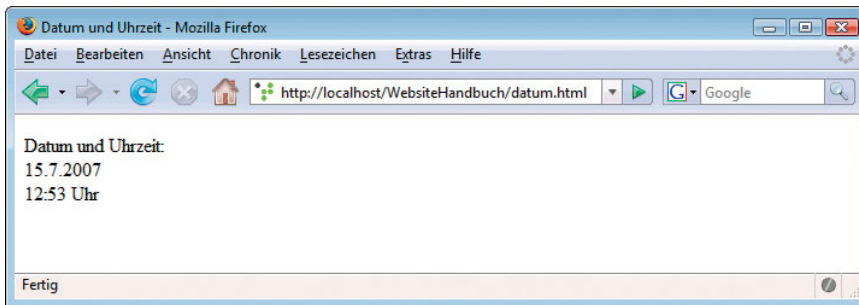 Datum und Uhrzeit - Mozilla Firefox
Datei Bearbeiten Ansicht Chronik Lesezeichen Extras Hilfe
http://localhost/WebsiteHandbuch/datum.html G Google
Datum und Uhrzeit:
15.7.2007
12:53 Uhr
Fertig